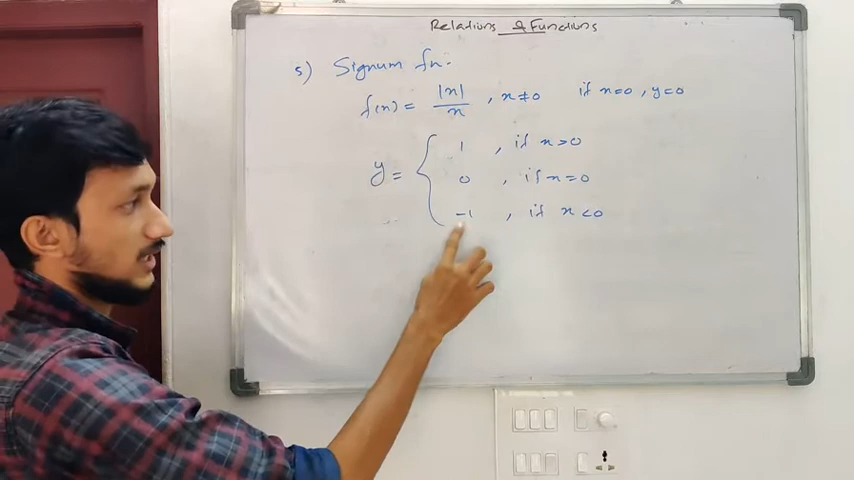 Relations & Functions
5) Signum fn:
f(x) = |x|/x , x≠0 if x=0, y=0
y = { 1 , if x>0
0 , if x=0
-1 , if x<0